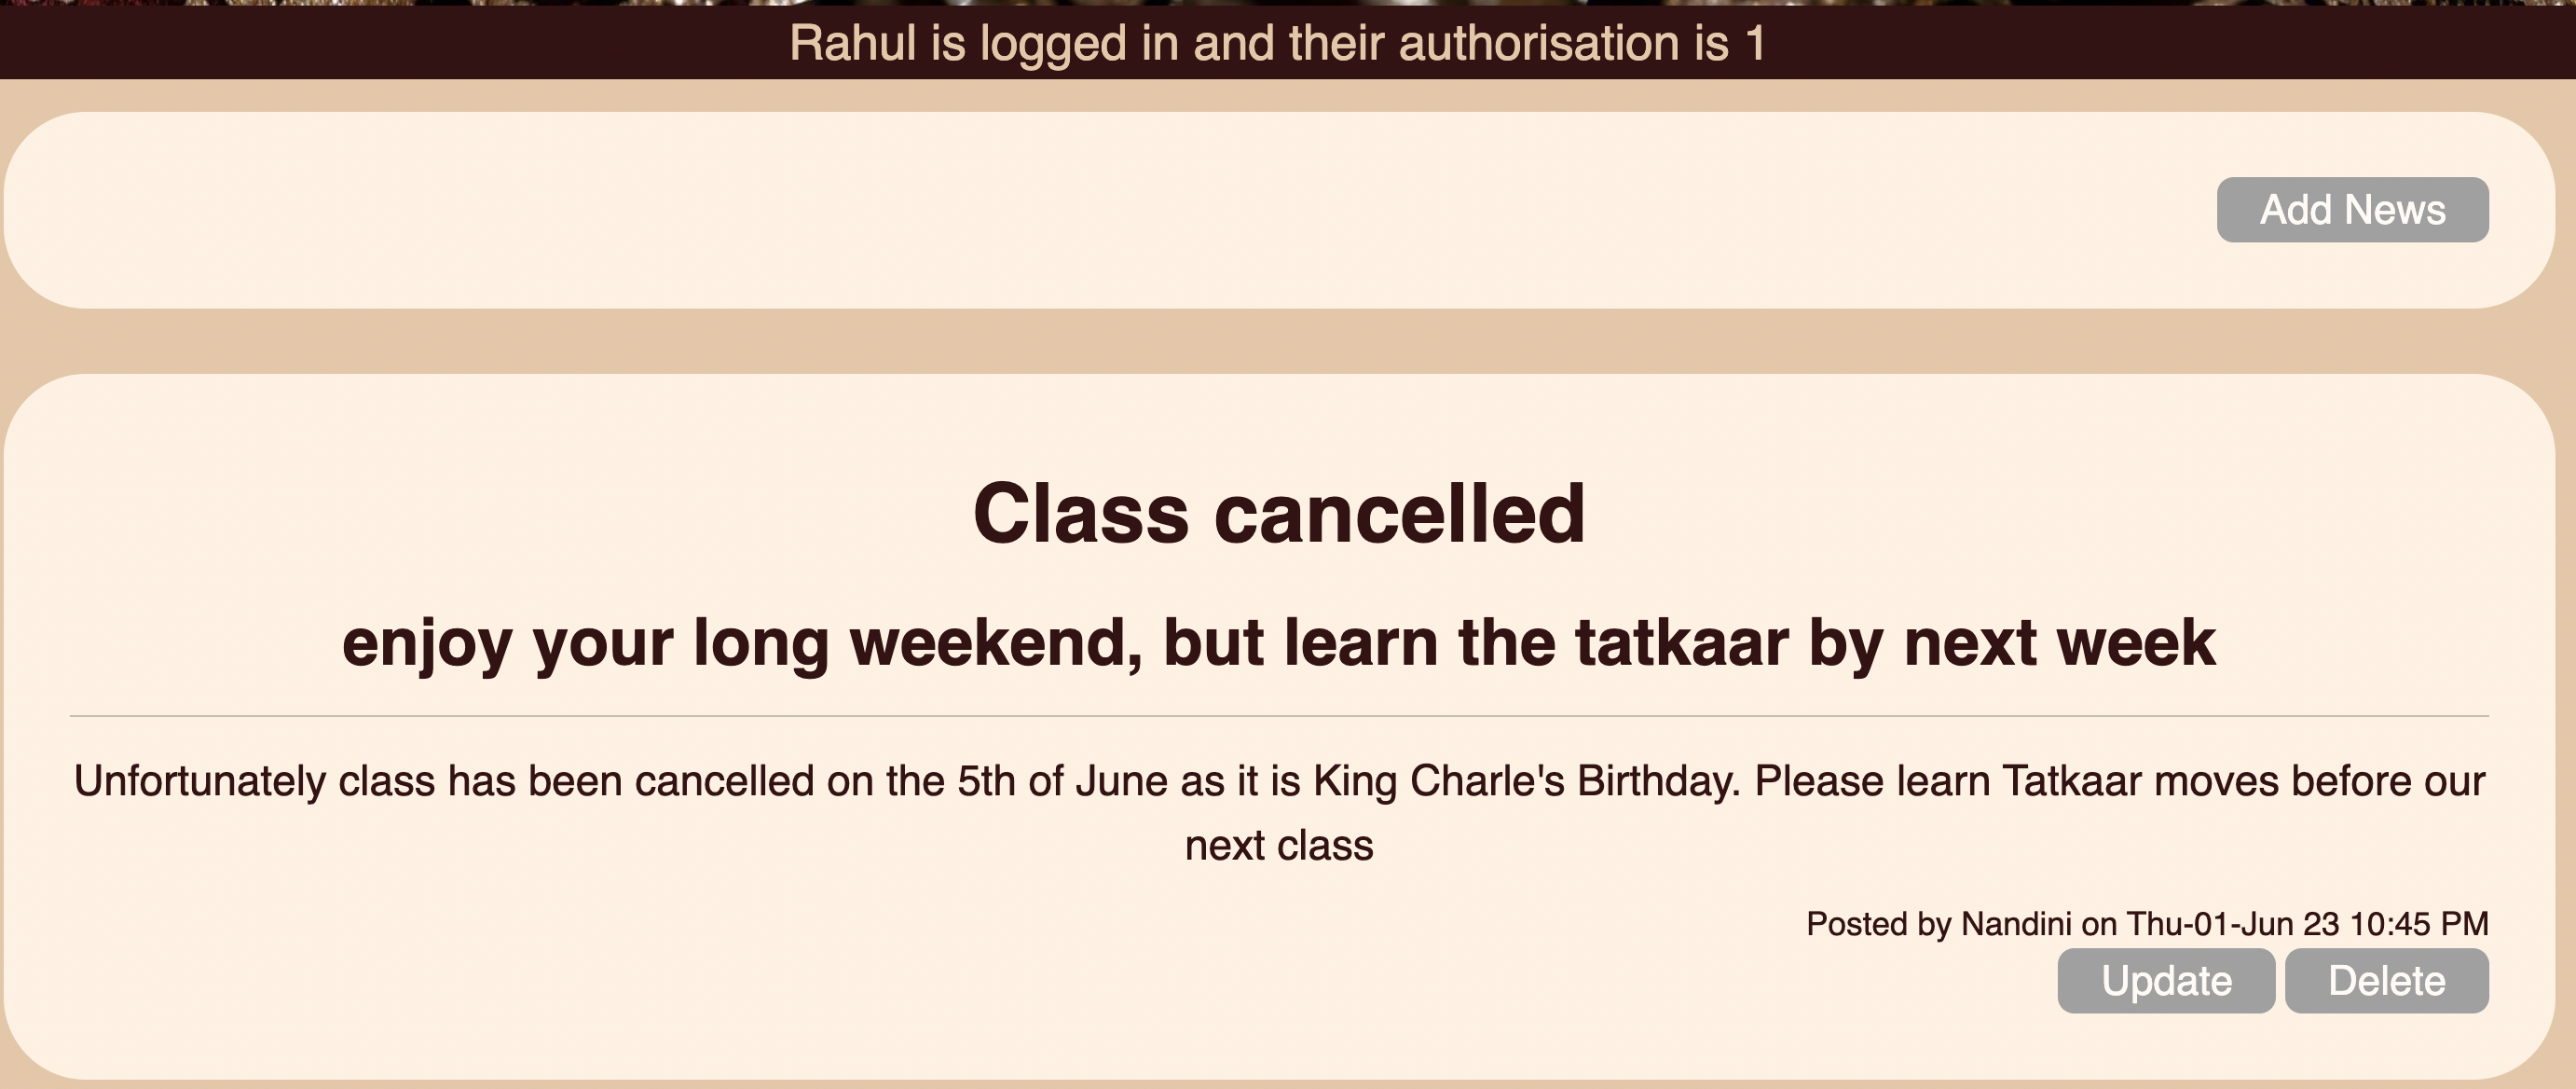 Rahul is logged in and their authorisation is 1
Add News
Class cancelled
enjoy your long weekend, but learn the tatkaar by next week
Unfortunately class has been cancelled on the 5th of June as it is King Charle's Birthday. Please learn Tatkaar moves before our
next class
Posted by Nandini on Thu-01-Jun 23 10:45 PM
Update Delete